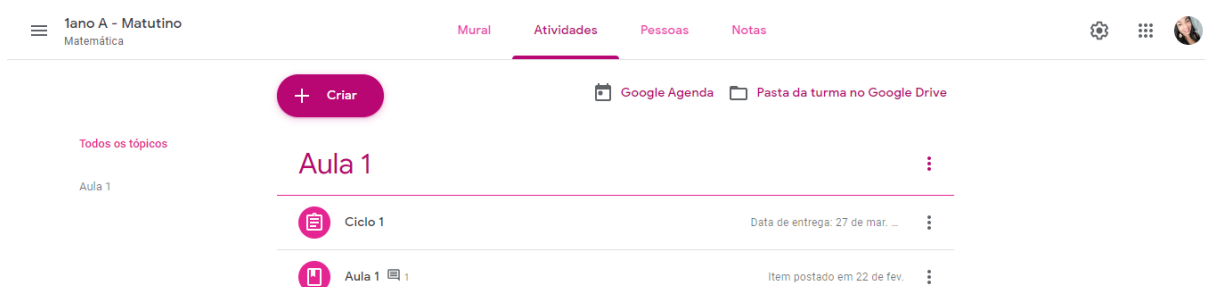 1ano A - Matutino
Matemática
Mural Atividades Pessoas Notas
Criar
Google Agenda Pasta da turma no Google Drive
Todos os tópicos
Aula 1
Aula 1
Ciclo 1 Data de entrega: 27 de mar. ...
Aula 1 1 Item postado em 22 de fev.